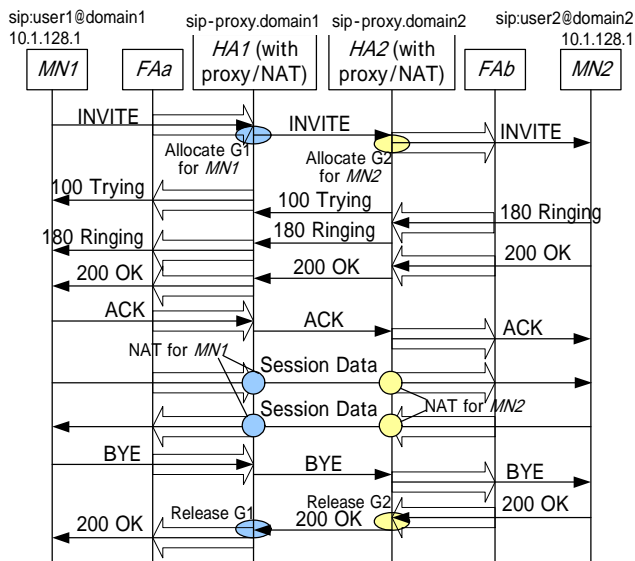 sip:user1@domain1
sip-proxy.domain1
sip-proxy.domain2
sip:user2@domain2
10.1.128.1
10.1.128.1
MN1
FAa
HA1 (with
proxy/NAT)
HA2 (with
proxy/NAT)
FAb
MN2
INVITE
INVITE
INVITE
Allocate G1
for MN1
Allocate G2
for MN2
100 Trying
100 Trying
180 Ringing
180 Ringing
180 Ringing
200 OK
200 OK
200 OK
ACK
ACK
ACK
NAT for MN1
Session Data
Session Data
NAT for MN2
BYE
BYE
BYE
Release G1
Release G2
200 OK
200 OK
200 OK